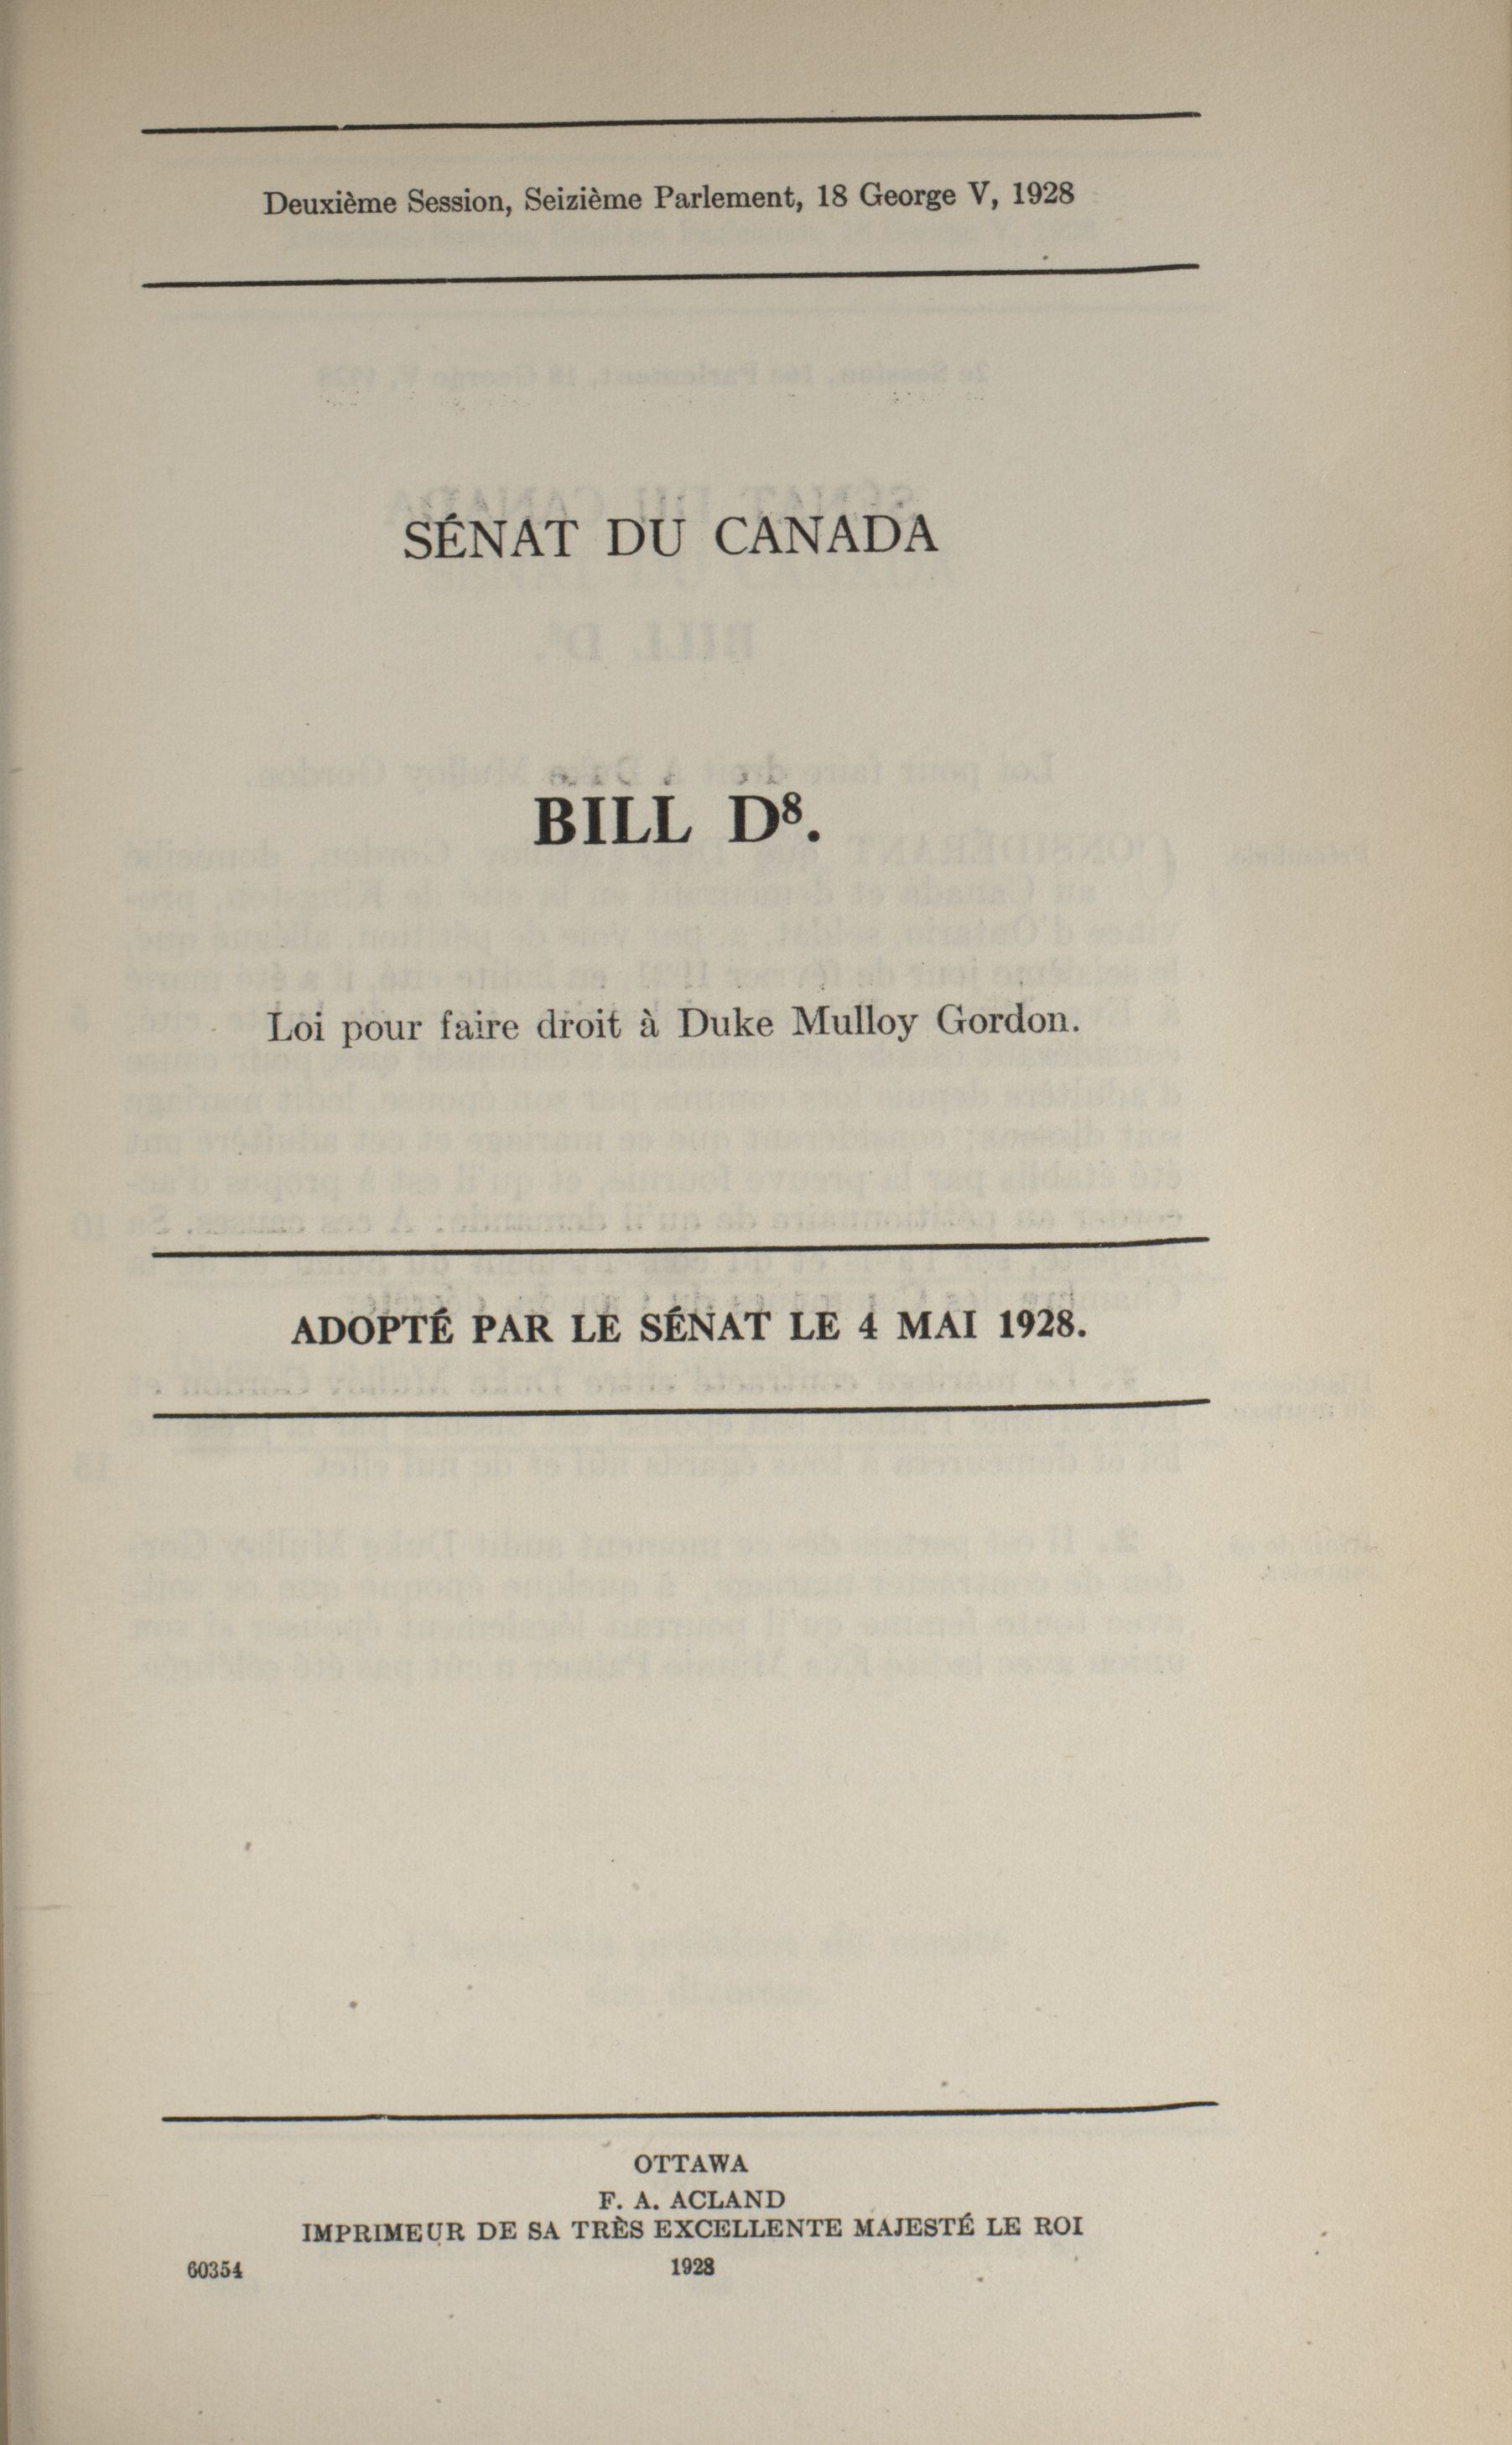 Deuxième Session, Seizième Parlement, 18 George V, 1928
SÉNAT DU CANADA
BILL D⁸.
Loi pour faire droit à Duke Mulloy Gordon.
ADOPTÉ PAR LE SÉNAT LE 4 MAI 1928.
OTTAWA
F. A. ACLAND
IMPRIMEUR DE SA TRÈS EXCELLENTE MAJESTÉ LE ROI
60354 1928